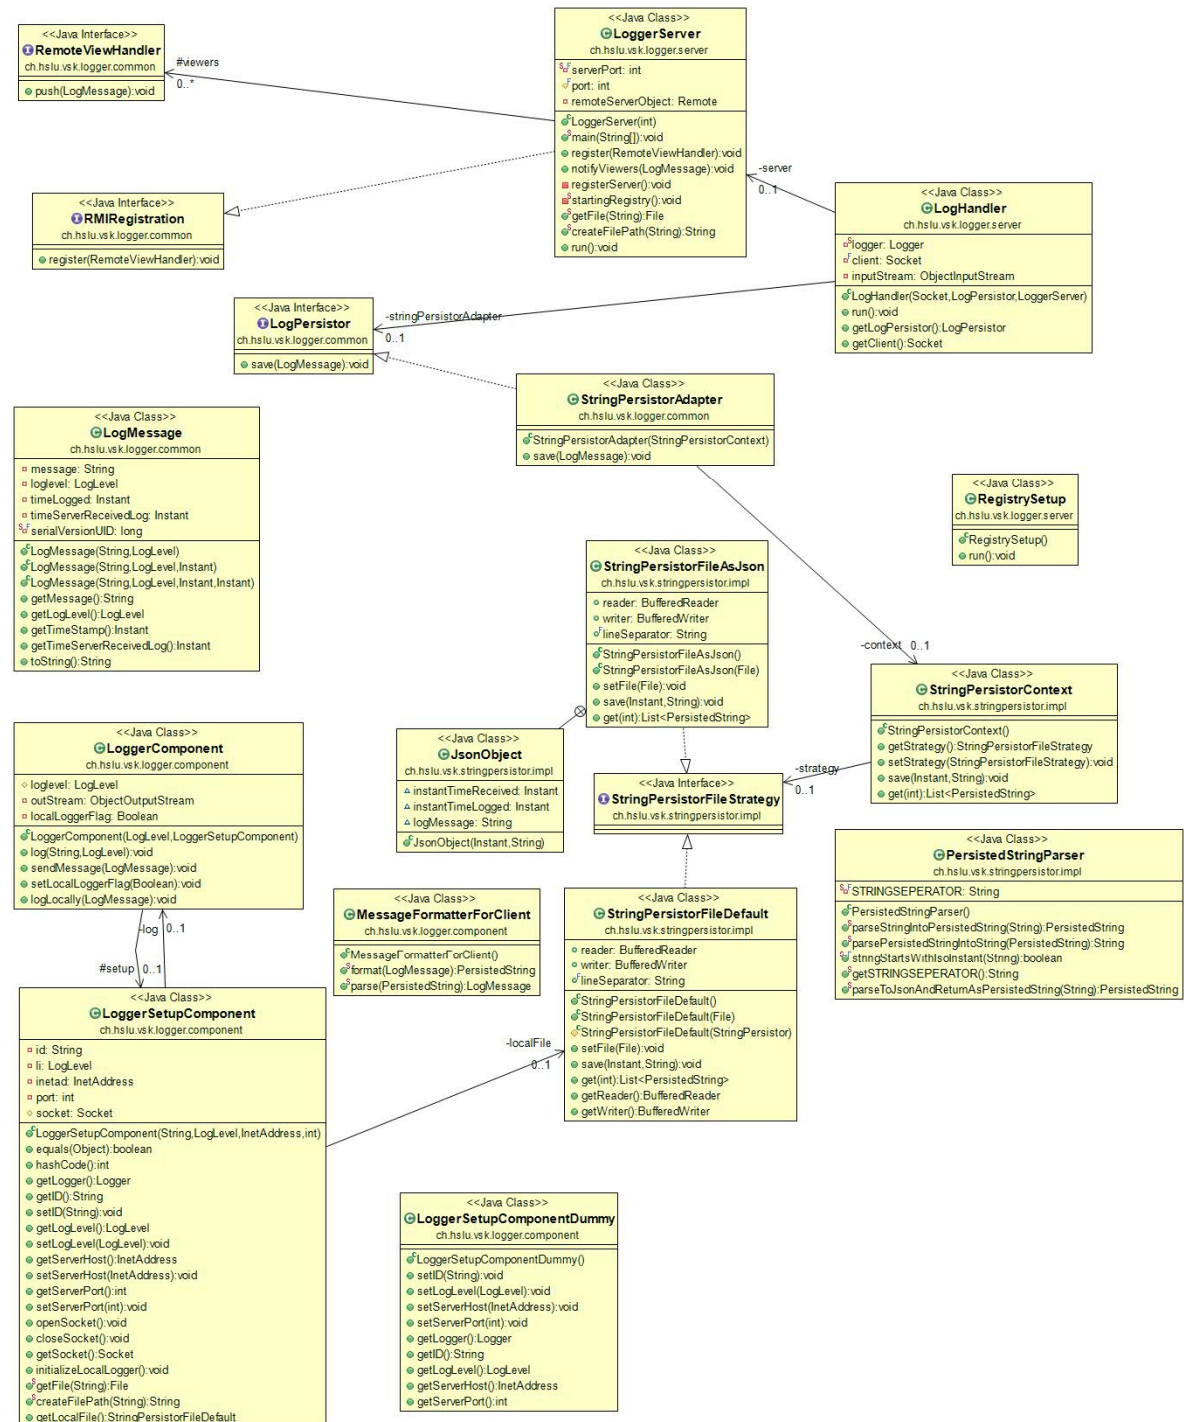 <<Java Interface>>
RemoteViewHandler
ch.hslu.vsk.logger.common
push(LogMessage):void
#viewers
0..*
<<Java Class>>
LoggerServer
ch.hslu.vsk.logger.server
serverPort: int
port: int
remoteServerObject: Remote
LoggerServer(int)
main(String[]):void
register(RemoteViewHandler):void
notifyViewers(LogMessage):void
registerServer():void
startingRegistry():void
getFile(String):File
createFilePath(String):String
run():void
<<Java Interface>>
RMIRegistration
ch.hslu.vsk.logger.common
register(RemoteViewHandler):void
-server
0..1
<<Java Class>>
LogHandler
ch.hslu.vsk.logger.server
logger: Logger
client: Socket
inputStream: ObjectInputStream
LogHandler(Socket,LogPersistor,LoggerServer)
run():void
getLogPersistor():LogPersistor
getClient():Socket
<<Java Interface>>
LogPersistor
ch.hslu.vsk.logger.common
save(LogMessage):void
-stringPersistorAdapter
0..1
<<Java Class>>
StringPersistorAdapter
ch.hslu.vsk.logger.common
StringPersistorAdapter(StringPersistorContext)
save(LogMessage):void
<<Java Class>>
LogMessage
ch.hslu.vsk.logger.common
message: String
loglevel: LogLevel
timeLogged: Instant
timeServerReceivedLog: Instant
serialVersionUID: long
LogMessage(String,LogLevel)
LogMessage(String,LogLevel,Instant)
LogMessage(String,LogLevel,Instant,Instant)
getMessage():String
getLogLevel():LogLevel
getTimeStamp():Instant
getTimeServerReceivedLog():Instant
toString():String
<<Java Class>>
RegistrySetup
ch.hslu.vsk.logger.server
RegistrySetup()
run():void
<<Java Class>>
StringPersistorFileAsJson
ch.hslu.vsk.stringpersistor.impl
reader: BufferedReader
writer: BufferedWriter
lineSeparator: String
StringPersistorFileAsJson()
StringPersistorFileAsJson(File)
setFile(File):void
save(Instant,String):void
get(int):List<PersistedString>
-context 0..1
<<Java Class>>
StringPersistorContext
ch.hslu.vsk.stringpersistor.impl
StringPersistorContext()
getStrategy():StringPersistorFileStrategy
setStrategy(StringPersistorFileStrategy):void
save(Instant,String):void
get(int):List<PersistedString>
<<Java Class>>
LoggerComponent
ch.hslu.vsk.logger.component
loglevel: LogLevel
outStream: ObjectOutputStream
localLoggerFlag: Boolean
LoggerComponent(LogLevel,LoggerSetupComponent)
log(String,LogLevel):void
sendMessage(LogMessage):void
setLocalLoggerFlag(Boolean):void
logLocally(LogMessage):void
<<Java Class>>
JsonObject
ch.hslu.vsk.stringpersistor.impl
instantTimeReceived: Instant
instantTimeLogged: Instant
logMessage: String
JsonObject(Instant,String)
-strategy
0..1
<<Java Interface>>
StringPersistorFileStrategy
ch.hslu.vsk.stringpersistor.impl
<<Java Class>>
PersistedStringParser
ch.hslu.vsk.stringpersistor.impl
STRINGSEPERATOR: String
PersistedStringParser()
parseStringIntoPersistedString(String):PersistedString
parsePersistedStringIntoString(PersistedString):String
stringStartsWithIsoInstant(String):boolean
getSTRINGSEPERATOR():String
parseToJsonAndReturnAsPersistedString(String):PersistedString
<<Java Class>>
MessageFormatterForClient
ch.hslu.vsk.logger.component
MessageFormatterForClient()
format(LogMessage):PersistedString
parse(PersistedString):LogMessage
<<Java Class>>
StringPersistorFileDefault
ch.hslu.vsk.stringpersistor.impl
reader: BufferedReader
writer: BufferedWriter
lineSeparator: String
StringPersistorFileDefault()
StringPersistorFileDefault(File)
StringPersistorFileDefault(StringPersistor)
setFile(File):void
save(Instant,String):void
get(int):List<PersistedString>
getReader():BufferedReader
getWriter():BufferedWriter
-log 0..1
#setup 0..1
<<Java Class>>
LoggerSetupComponent
ch.hslu.vsk.logger.component
id: String
li: LogLevel
inetad: InetAddress
port: int
socket: Socket
LoggerSetupComponent(String,LogLevel,InetAddress,int)
equals(Object):boolean
hashCode():int
getLogger():Logger
getID():String
setID(String):void
getLogLevel():LogLevel
setLogLevel(LogLevel):void
getServerHost():InetAddress
setServerHost(InetAddress):void
getServerPort():int
setServerPort(int):void
openSocket():void
closeSocket():void
getSocket():Socket
initializeLocalLogger():void
getFile(String):File
createFilePath(String):String
getLocalFile():StringPersistorFileDefault
-localFile
0..1
<<Java Class>>
LoggerSetupComponentDummy
ch.hslu.vsk.logger.component
LoggerSetupComponentDummy()
setID(String):void
setLogLevel(LogLevel):void
setServerHost(InetAddress):void
setServerPort(int):void
getLogger():Logger
getID():String
getLogLevel():LogLevel
getServerHost():InetAddress
getServerPort():int